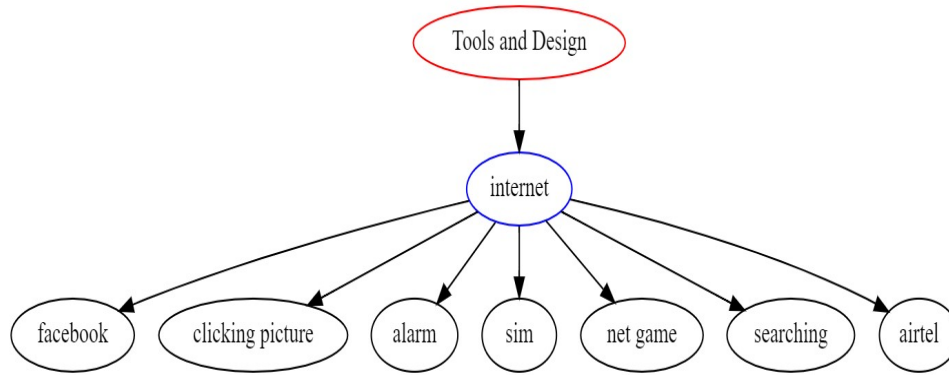 Tools and Design
internet
facebook
clicking picture
alarm
sim
net game
searching
airtel